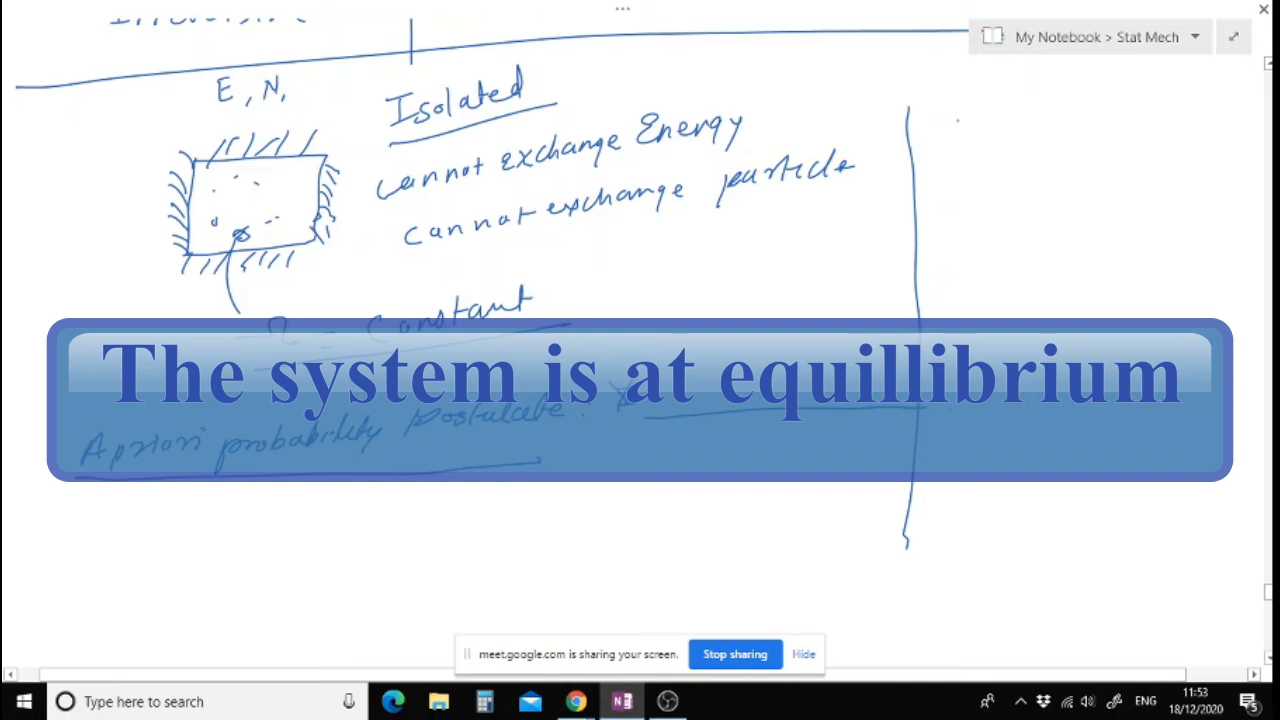 My Notebook > Stat Mech
E, N,
Isolated
cannot exchange Energy
cannot exchange particle
Ω = Constant
The system is at equillibrium
Apriori probability postulate.
meet.google.com is sharing your screen.
Stop sharing
Hide
Type here to search
ENG
11:53
18/12/2020
5